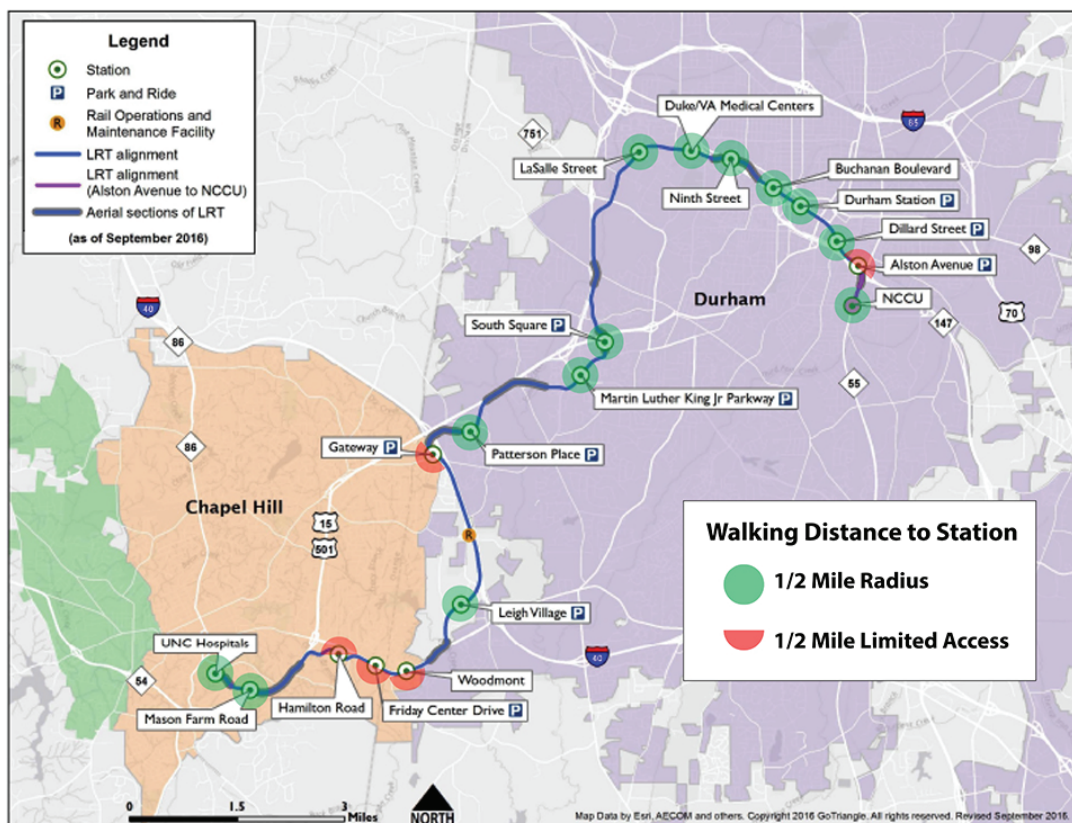 Legend
Station
P
Park and Ride
R
Rail Operations and
Maintenance Facility
LRT alignment
LRT alignment
(Alston Avenue to NCCU)
Aerial sections of LRT
(as of September 2016)
751
Duke/VA Medical Centers
85
LaSalle Street
Ninth Street
Buchanan Boulevard
Durham Station P
Dillard Street P
98
Alston Avenue P
NCCU
Durham
70
147
40
86
South Square P
55
Martin Luther King Jr Parkway P
86
Gateway P
Patterson Place P
Chapel Hill
15
501
R
Walking Distance to Station
1/2 Mile Radius
1/2 Mile Limited Access
Leigh Village P
UNC Hospitals
40
54
Woodmont
Mason Farm Road
Hamilton Road
Friday Center Drive P
0 1.5 3
Miles
NORTH
Map Data by Esri, AECOM and others. Copyright 2016 GoTriangle. All rights reserved. Revised September 2016.